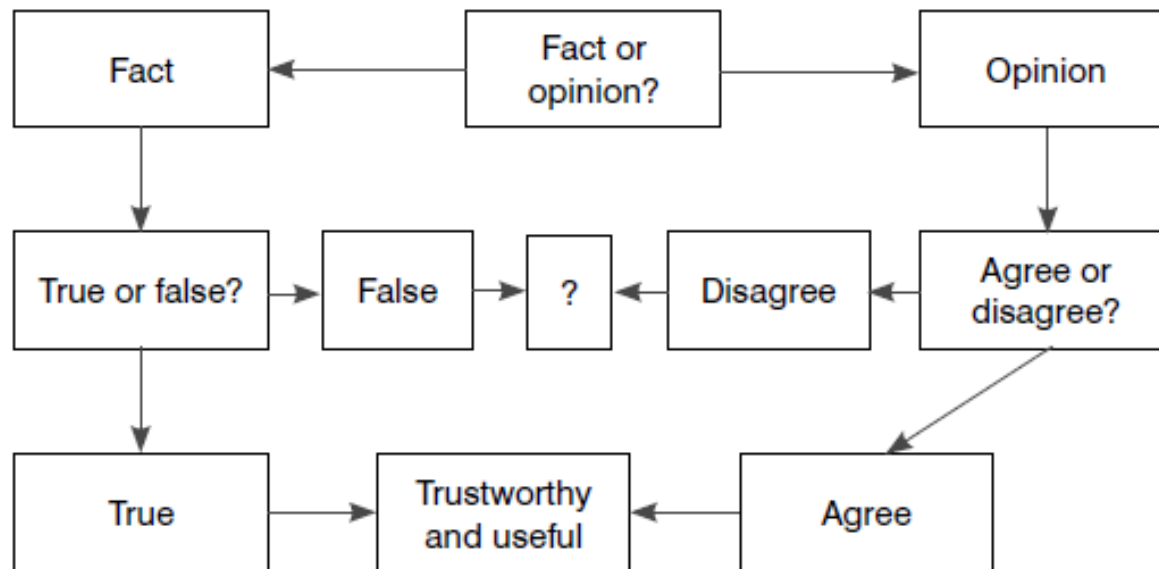 Fact
Fact or
opinion?
Opinion
True or false?
False
?
Disagree
Agree or
disagree?
True
Trustworthy
and useful
Agree